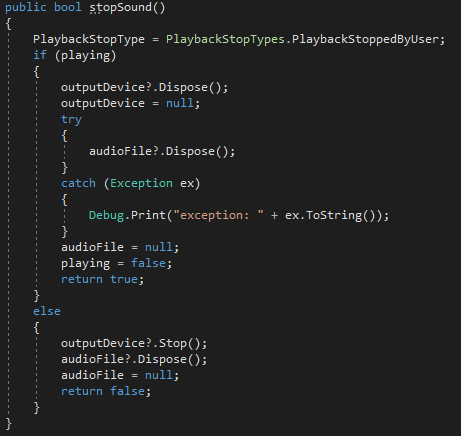 public bool stopSound()
{
    PlaybackStopType = PlaybackStopTypes.PlaybackStoppedByUser;
    if (playing)
    {
        outputDevice?.Dispose();
        outputDevice = null;
        try
        {
            audioFile?.Dispose();
        }
        catch (Exception ex)
        {
            Debug.Print("exception: " + ex.ToString());
        }
        audioFile = null;
        playing = false;
        return true;
    }
    else
    {
        outputDevice?.Stop();
        audioFile?.Dispose();
        audioFile = null;
        return false;
    }
}